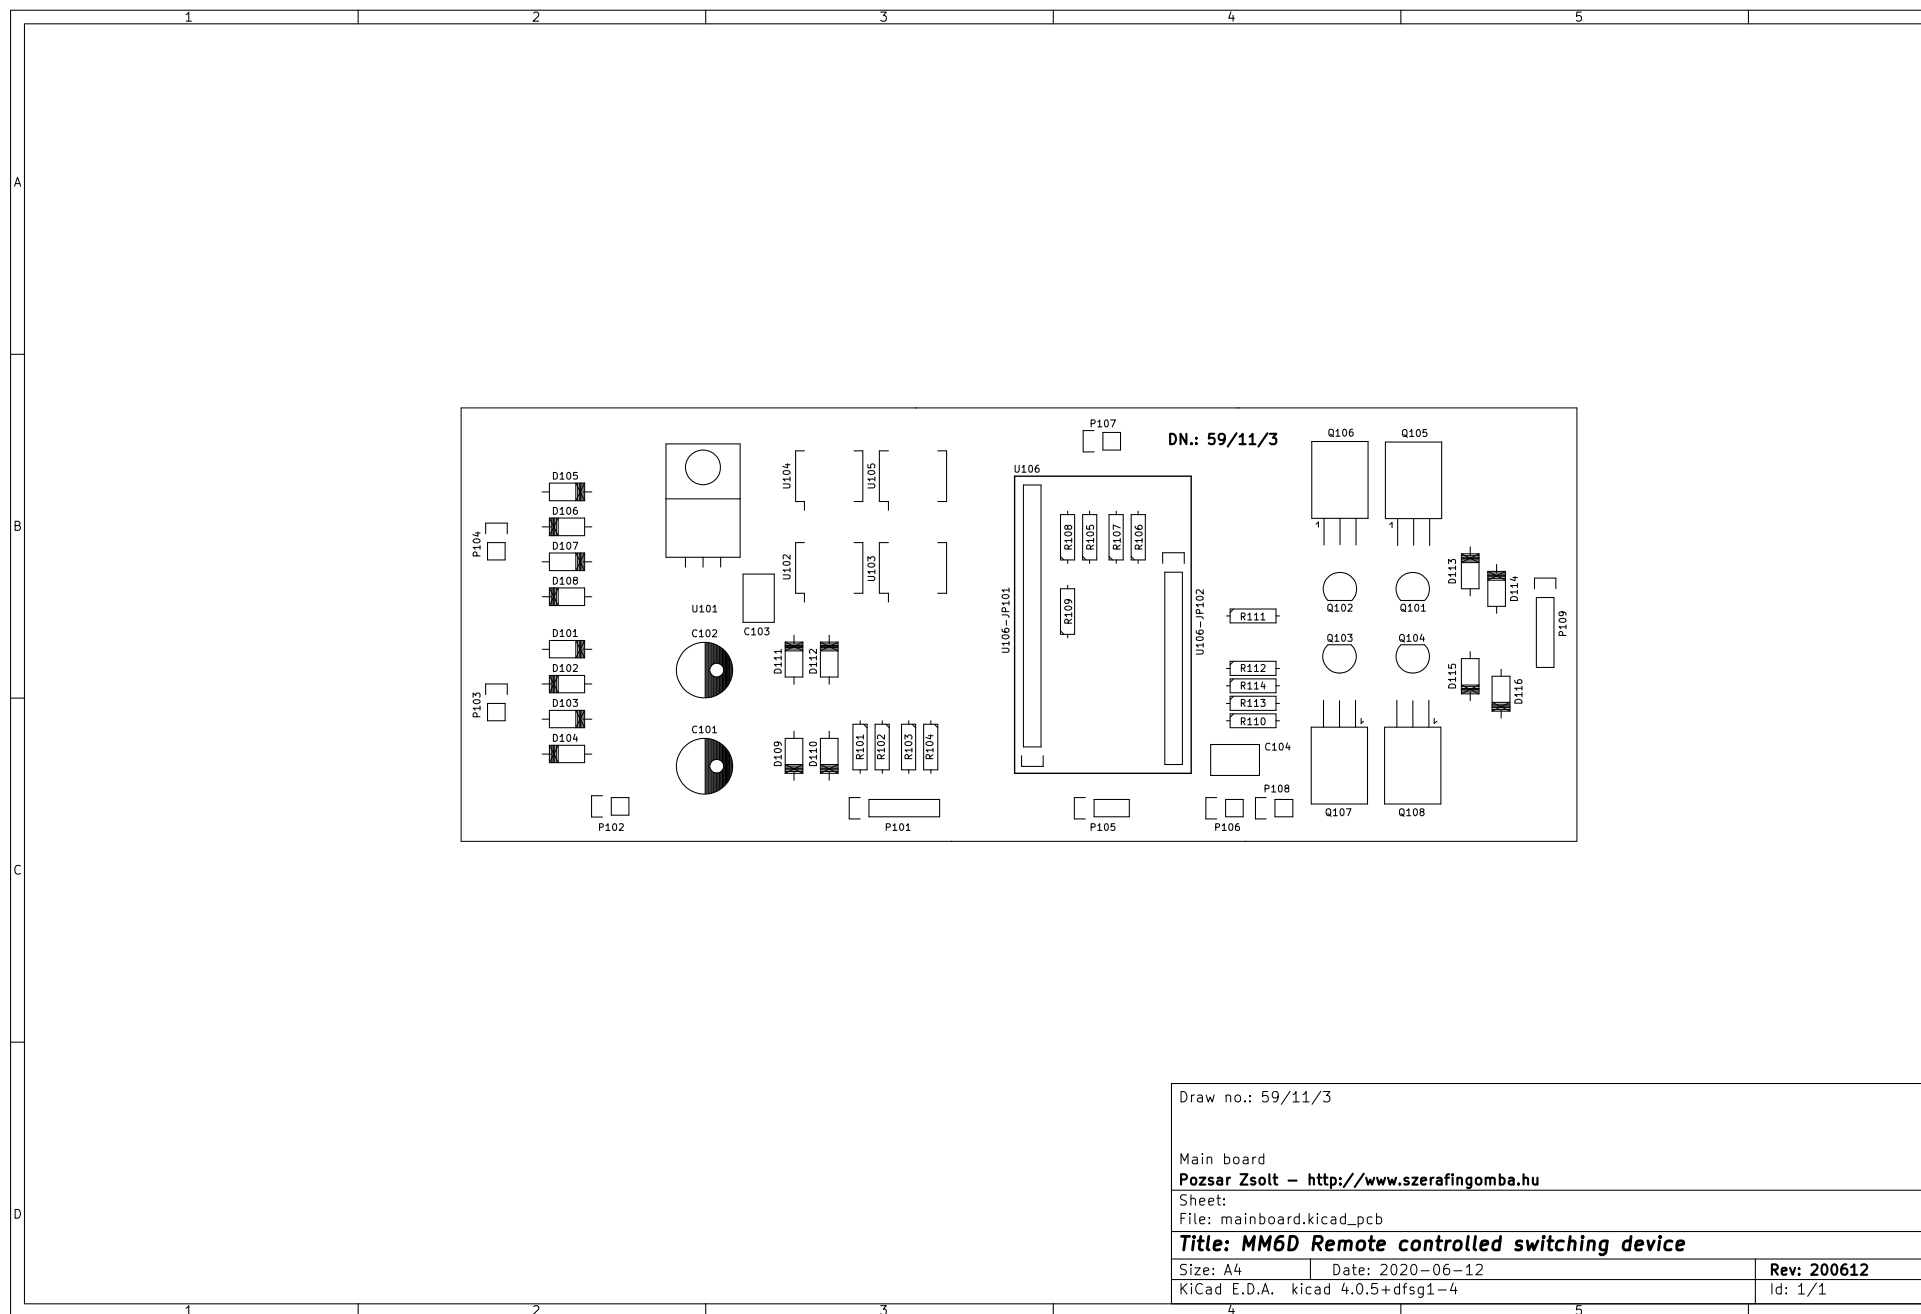 1 2 3 4 5
A
B
C
D
P107
DN.: 59/11/3
Q106 Q105
U106
D105
D106
D107
D108
P104
U104 U105
U102 U103
R108 R105 R107 R106
D113
D114
U101
C103
C102
R109
U106-JP101
U106-JP102
R111
Q102 Q101
Q103 Q104
P109
D101
D102
D103
D104
P103
D111 D112
R112
R114
R113
R110
D115
D116
C101
D109 D110
R101 R102 R103 R104
C104
P108
P102
P101
P105
P106
Q107 Q108
1 1
1 1
Draw no.: 59/11/3
Main board
Pozsar Zsolt – http://www.szerafingomba.hu
Sheet:
File: mainboard.kicad_pcb
Title: MM6D Remote controlled switching device
Size: A4 Date: 2020-06-12 Rev: 200612
KiCad E.D.A. kicad 4.0.5+dfsg1-4 Id: 1/1
1 2 3 4 5